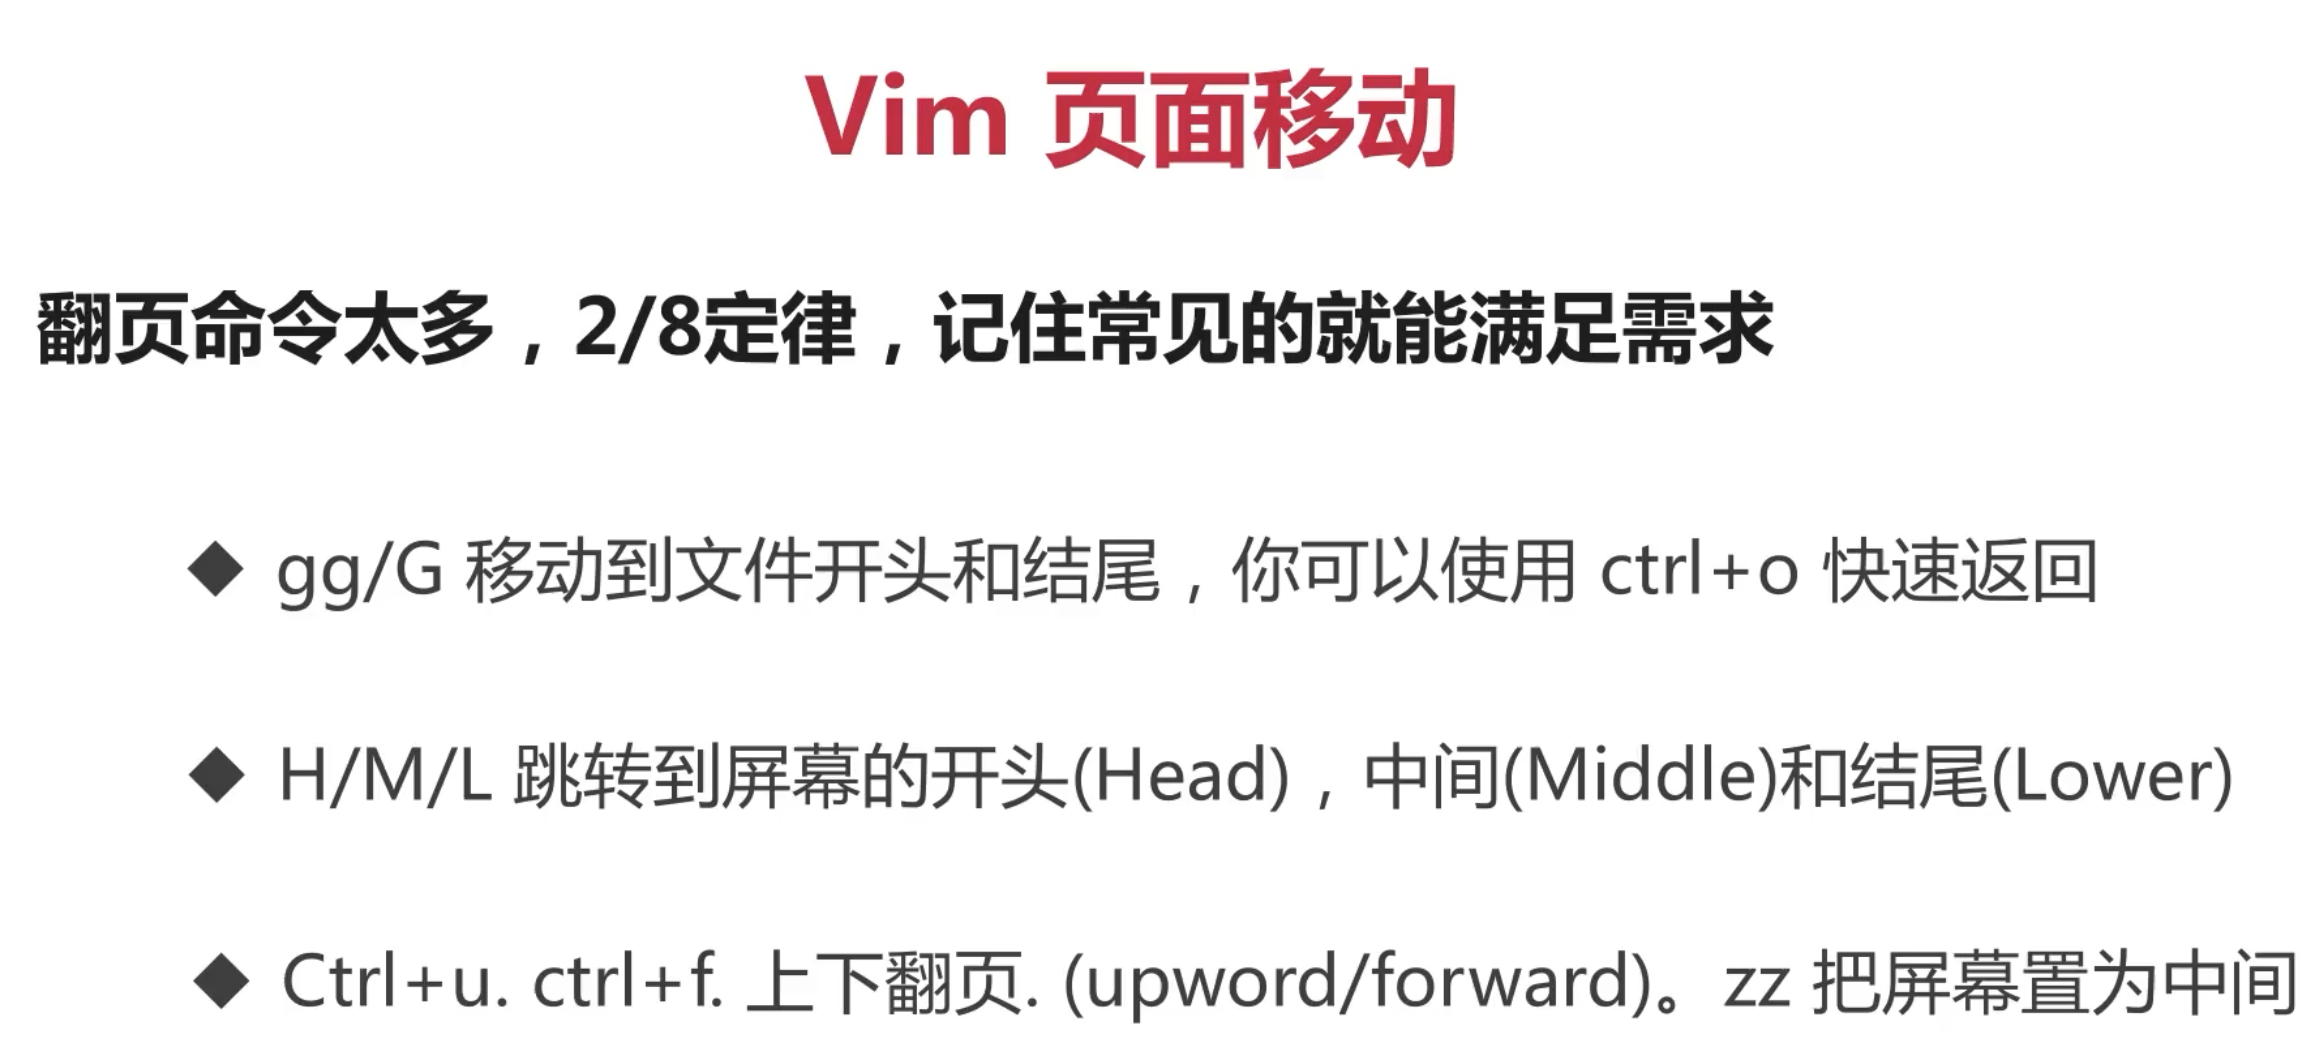 Vim 页面移动
翻页命令太多，2/8定律，记住常见的就能满足需求
◆ gg/G 移动到文件开头和结尾，你可以使用 ctrl+o 快速返回
◆ H/M/L 跳转到屏幕的开头(Head)，中间(Middle)和结尾(Lower)
◆ Ctrl+u. ctrl+f. 上下翻页. (upword/forward)。zz 把屏幕置为中间